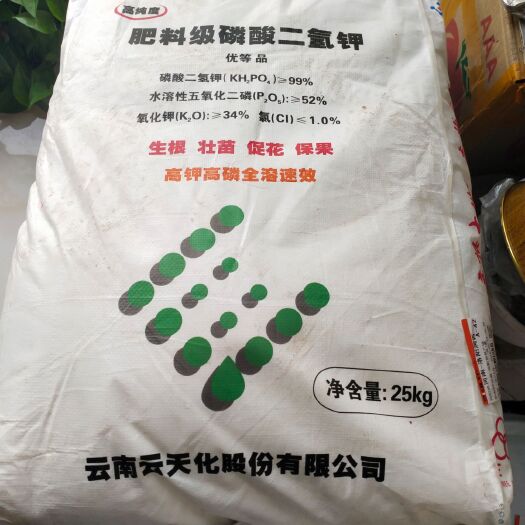 高纯度
肥料级磷酸二氢钾
优等品
磷酸二氢钾(KH₂PO₄)≥99%
水溶性五氧化二磷(P₂O₅):≥52%
氧化钾(K₂O):≥34% 氯(Cl)≤1.0%
生根 壮苗 促花 保果
高钾高磷全溶速效
净含量:25kg
云南云天化股份有限公司